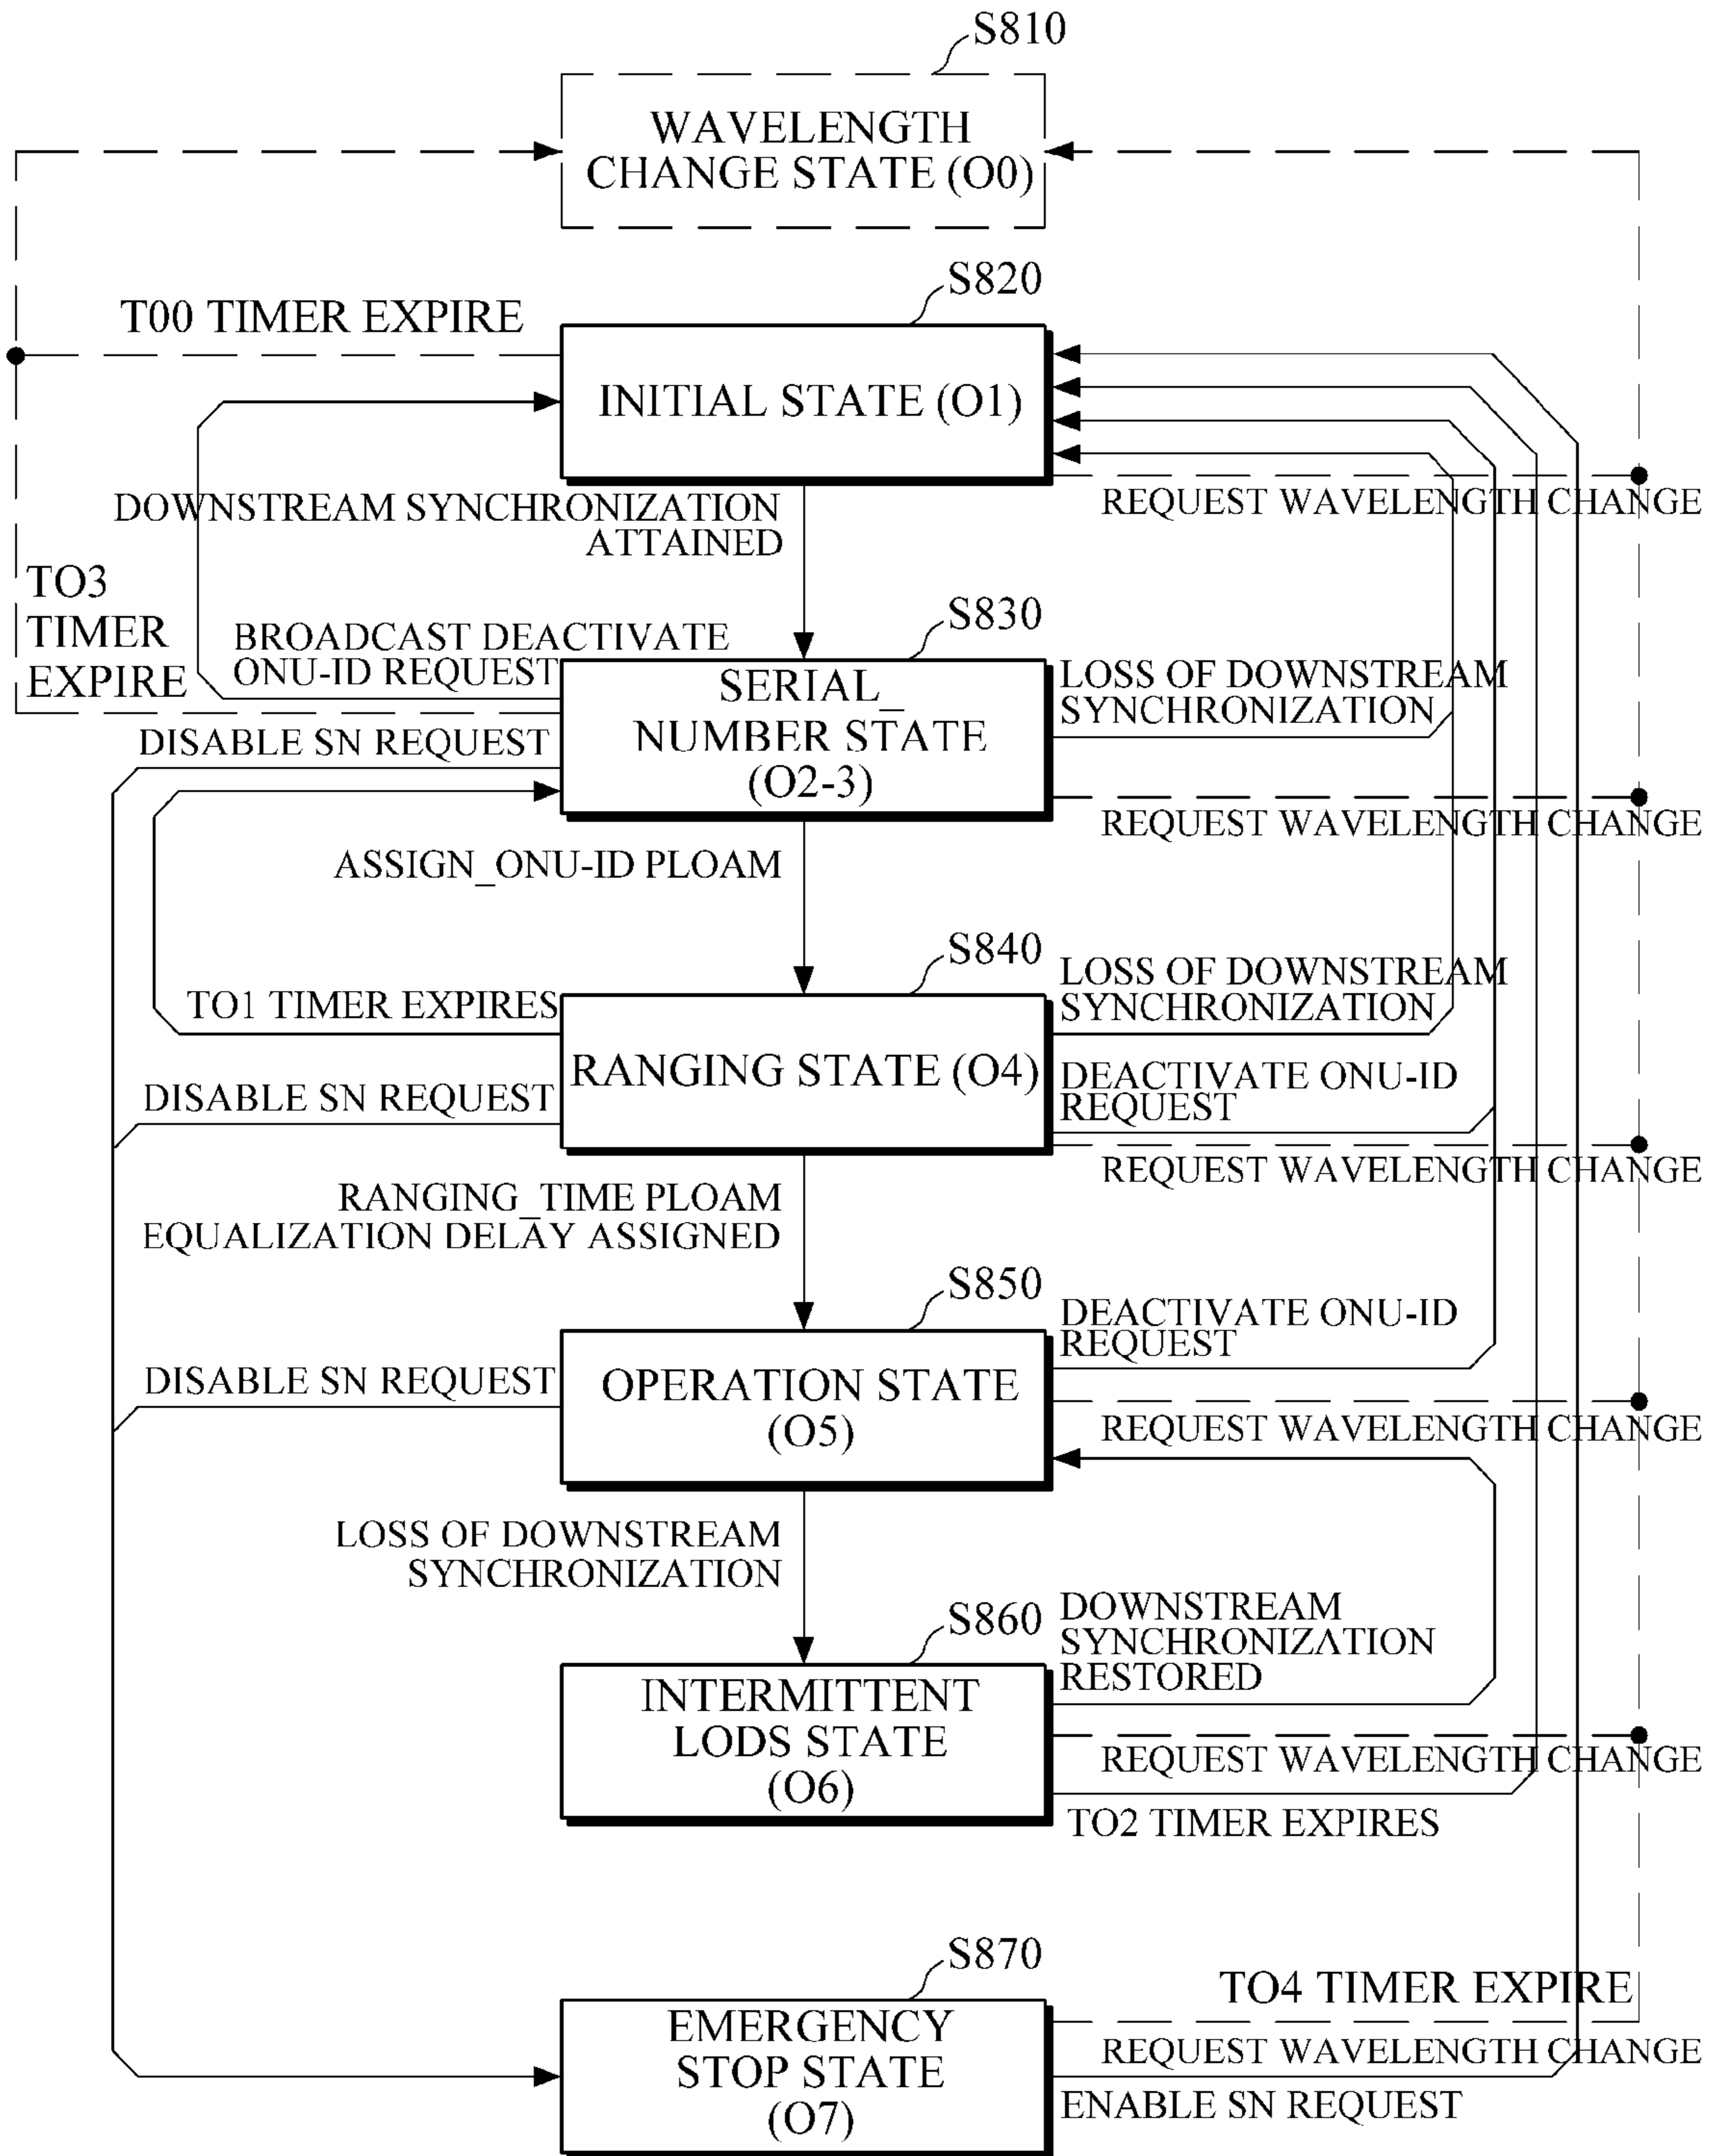 S810
WAVELENGTH
CHANGE STATE (O0)
S820
T00 TIMER EXPIRE
INITIAL STATE (O1)
DOWNSTREAM SYNCHRONIZATION
ATTAINED
REQUEST WAVELENGTH CHANGE
TO3
TIMER
EXPIRE
S830
BROADCAST DEACTIVATE
ONU-ID REQUEST
SERIAL_
NUMBER STATE
(O2-3)
LOSS OF DOWNSTREAM
SYNCHRONIZATION
DISABLE SN REQUEST
REQUEST WAVELENGTH CHANGE
ASSIGN_ONU-ID PLOAM
S840
LOSS OF DOWNSTREAM
SYNCHRONIZATION
TO1 TIMER EXPIRES
RANGING STATE (O4)
DEACTIVATE ONU-ID
REQUEST
DISABLE SN REQUEST
REQUEST WAVELENGTH CHANGE
RANGING_TIME PLOAM
EQUALIZATION DELAY ASSIGNED
S850
DEACTIVATE ONU-ID
REQUEST
DISABLE SN REQUEST
OPERATION STATE
(O5)
REQUEST WAVELENGTH CHANGE
LOSS OF DOWNSTREAM
SYNCHRONIZATION
S860
DOWNSTREAM
SYNCHRONIZATION
RESTORED
INTERMITTENT
LODS STATE
(O6)
REQUEST WAVELENGTH CHANGE
TO2 TIMER EXPIRES
S870
TO4 TIMER EXPIRE
EMERGENCY
STOP STATE
(O7)
REQUEST WAVELENGTH CHANGE
ENABLE SN REQUEST